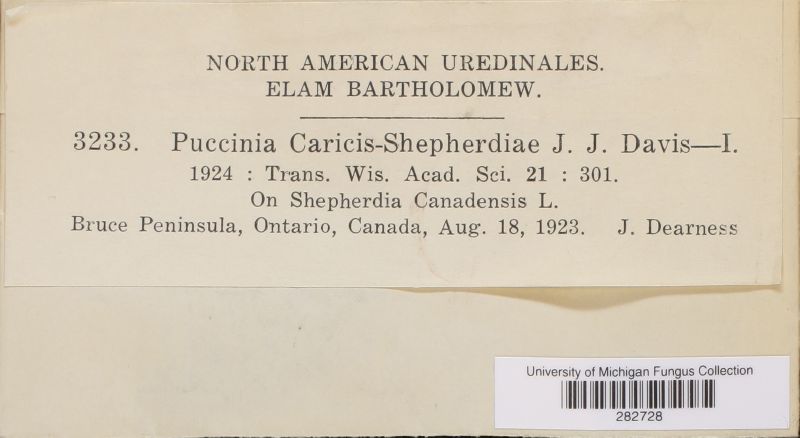 NORTH AMERICAN UREDINALES.
ELAM BARTHOLOMEW.
3233. Puccinia Caricis-Shepherdiae J. J. Davis—I.
1924 : Trans. Wis. Acad. Sci. 21 : 301.
On Shepherdia Canadensis L.
Bruce Peninsula, Ontario, Canada, Aug. 18, 1923. J. Dearness
University of Michigan Fungus Collection
282728